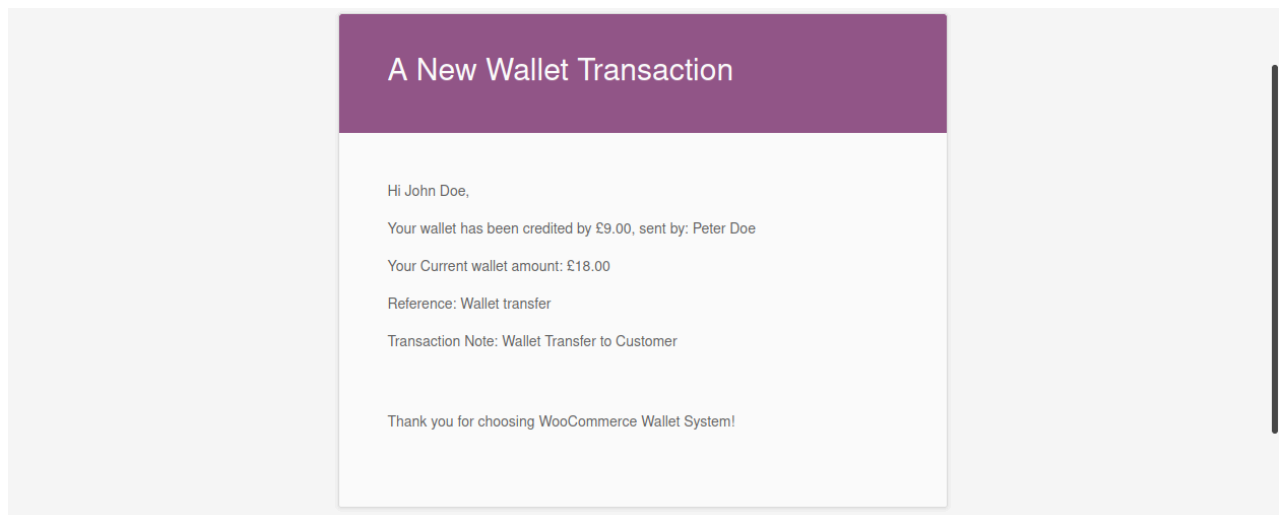 A New Wallet Transaction
Hi John Doe,
Your wallet has been credited by £9.00, sent by: Peter Doe
Your Current wallet amount: £18.00
Reference: Wallet transfer
Transaction Note: Wallet Transfer to Customer
Thank you for choosing WooCommerce Wallet System!